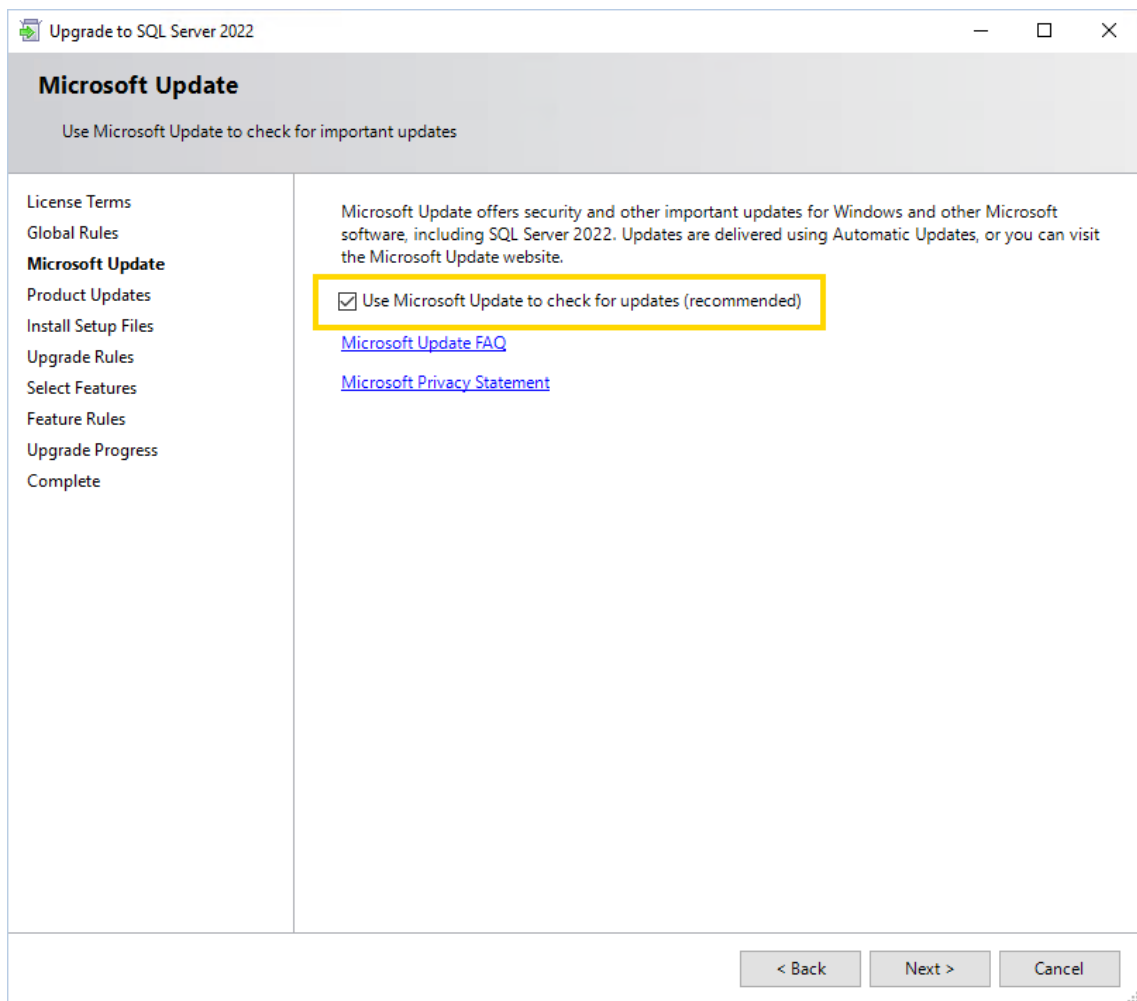 Upgrade to SQL Server 2022
Microsoft Update
Use Microsoft Update to check for important updates
License Terms
Global Rules
Microsoft Update
Product Updates
Install Setup Files
Upgrade Rules
Select Features
Feature Rules
Upgrade Progress
Complete
Microsoft Update offers security and other important updates for Windows and other Microsoft
software, including SQL Server 2022. Updates are delivered using Automatic Updates, or you can visit
the Microsoft Update website.
Use Microsoft Update to check for updates (recommended)
Microsoft Update FAQ
Microsoft Privacy Statement
< Back
Next >
Cancel